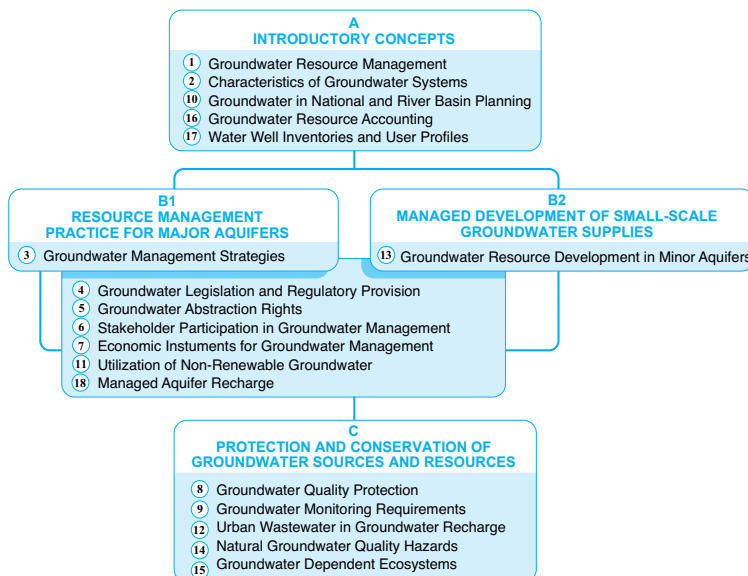 A
INTRODUCTORY CONCEPTS
1 Groundwater Resource Management
2 Characteristics of Groundwater Systems
10 Groundwater in National and River Basin Planning
16 Groundwater Resource Accounting
17 Water Well Inventories and User Profiles
B1
RESOURCE MANAGEMENT
PRACTICE FOR MAJOR AQUIFERS
3 Groundwater Management Strategies
B2
MANAGED DEVELOPMENT OF SMALL-SCALE
GROUNDWATER SUPPLIES
13 Groundwater Resource Development in Minor Aquifers
4 Groundwater Legislation and Regulatory Provision
5 Groundwater Abstraction Rights
6 Stakeholder Participation in Groundwater Management
7 Economic Instuments for Groundwater Management
11 Utilization of Non-Renewable Groundwater
18 Managed Aquifer Recharge
C
PROTECTION AND CONSERVATION OF
GROUNDWATER SOURCES AND RESOURCES
8 Groundwater Quality Protection
9 Groundwater Monitoring Requirements
12 Urban Wastewater in Groundwater Recharge
14 Natural Groundwater Quality Hazards
15 Groundwater Dependent Ecosystems